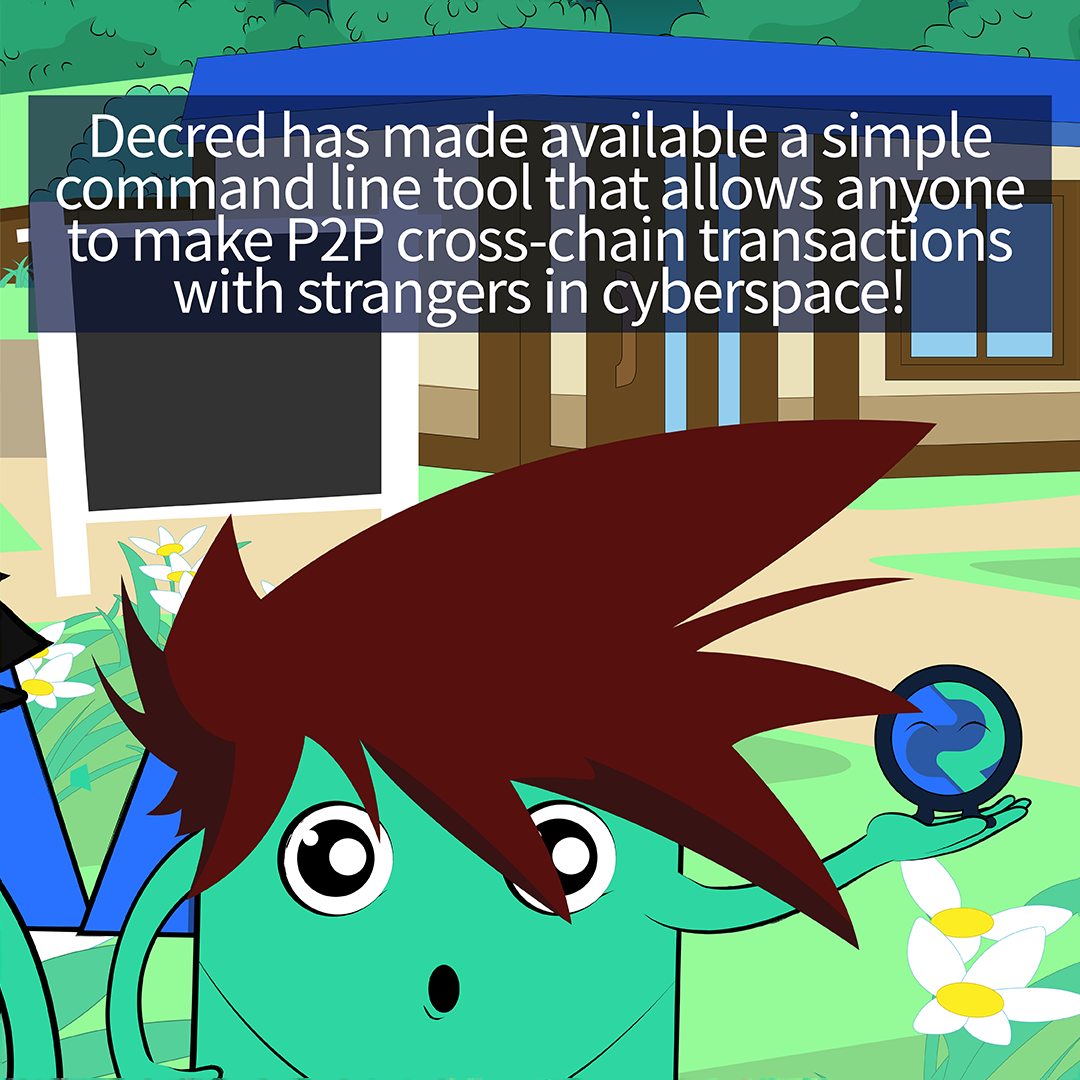 Decred has made available a simple
command line tool that allows anyone
to make P2P cross-chain transactions
with strangers in cyberspace!